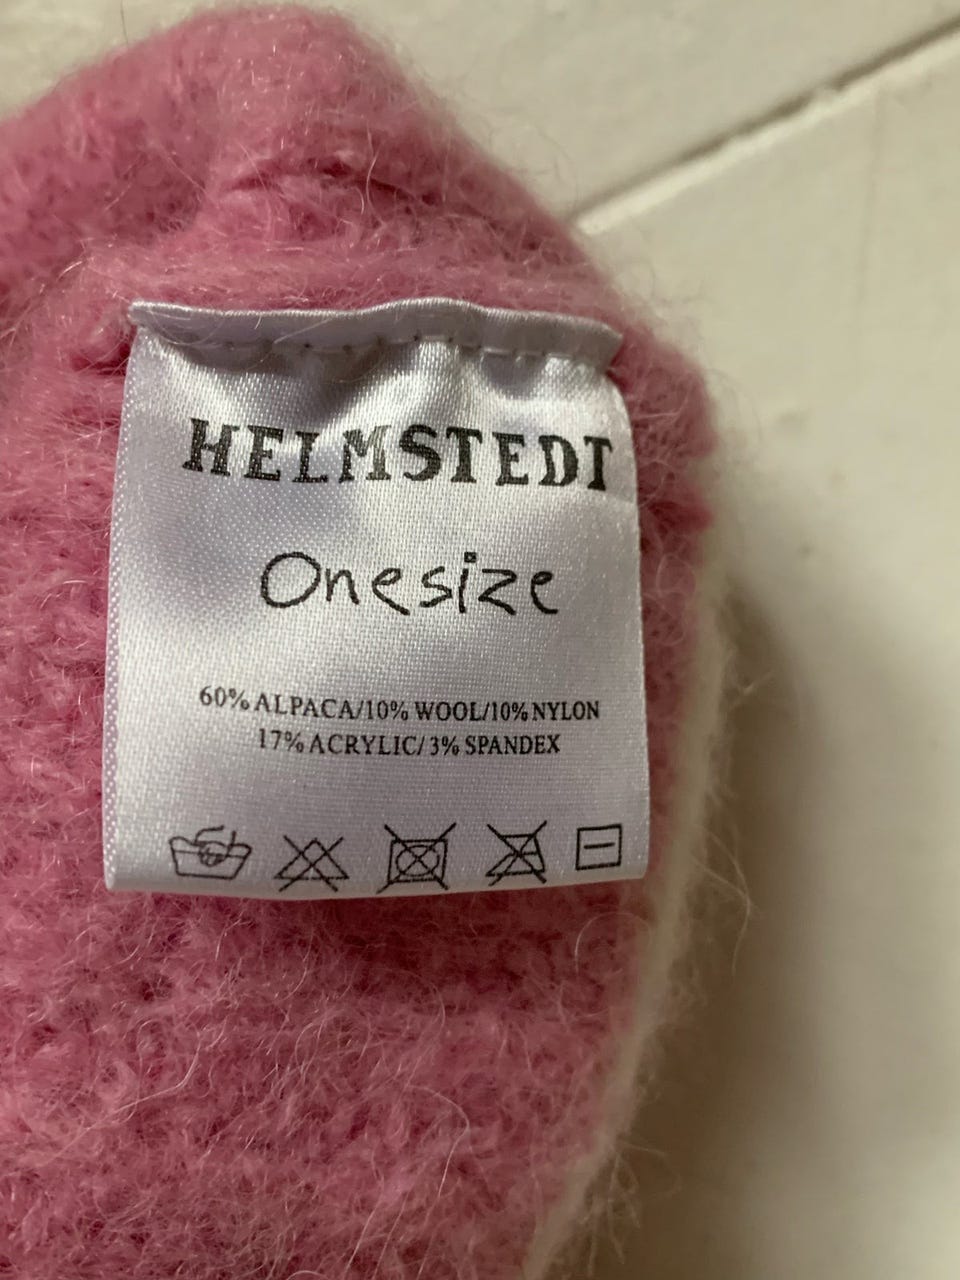 HELMSTEDT
Onesize
60% ALPACA/10% WOOL/10% NYLON
17% ACRYLIC/3% SPANDEX